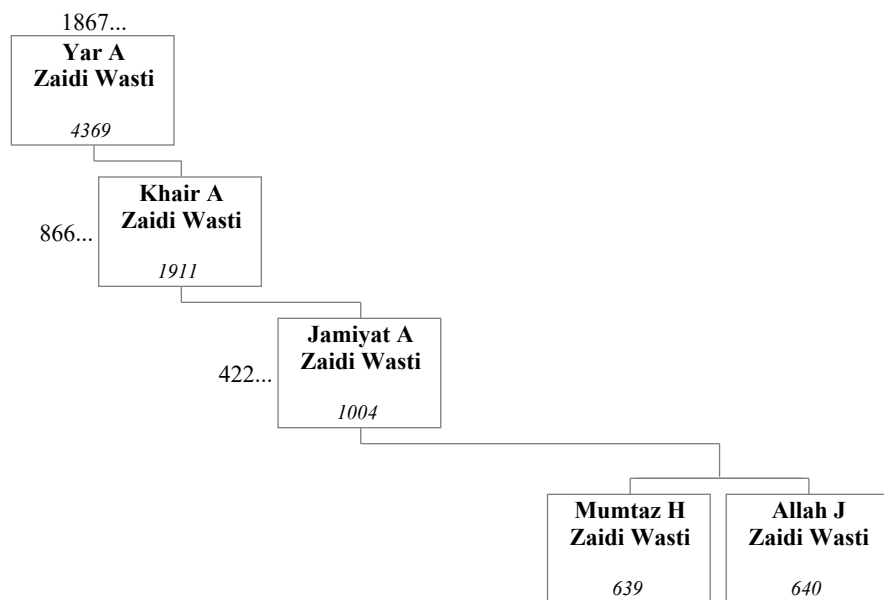 1867...
Yar A
Zaidi Wasti
4369
Khair A
Zaidi Wasti
866...
1911
Jamiyat A
Zaidi Wasti
422...
1004
Mumtaz H
Zaidi Wasti
639
Allah J
Zaidi Wasti
640